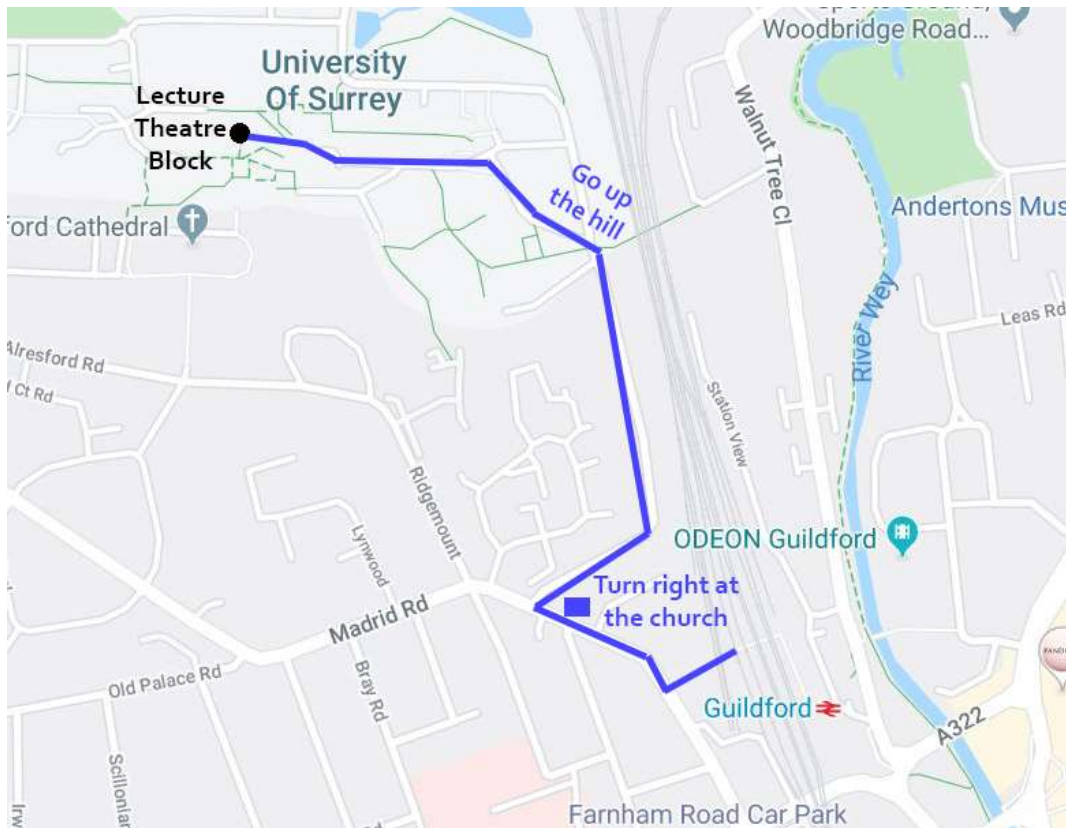 Sports Ground,
Woodbridge Road...
University
Of Surrey
Lecture
Theatre
Block
Walnut Tree Cl
Go up
the hill
Andertons Mus
ford Cathedral
River Wey
Leas Rd
Alresford Rd
Ct Rd
Station View
Ridgemount
Lynwood
ODEON Guildford
Turn right at
the church
Madrid Rd
Old Palace Rd
Bray Rd
Guildford
A322
PAND
Scillonian
Irw
Farnham Road Car Park